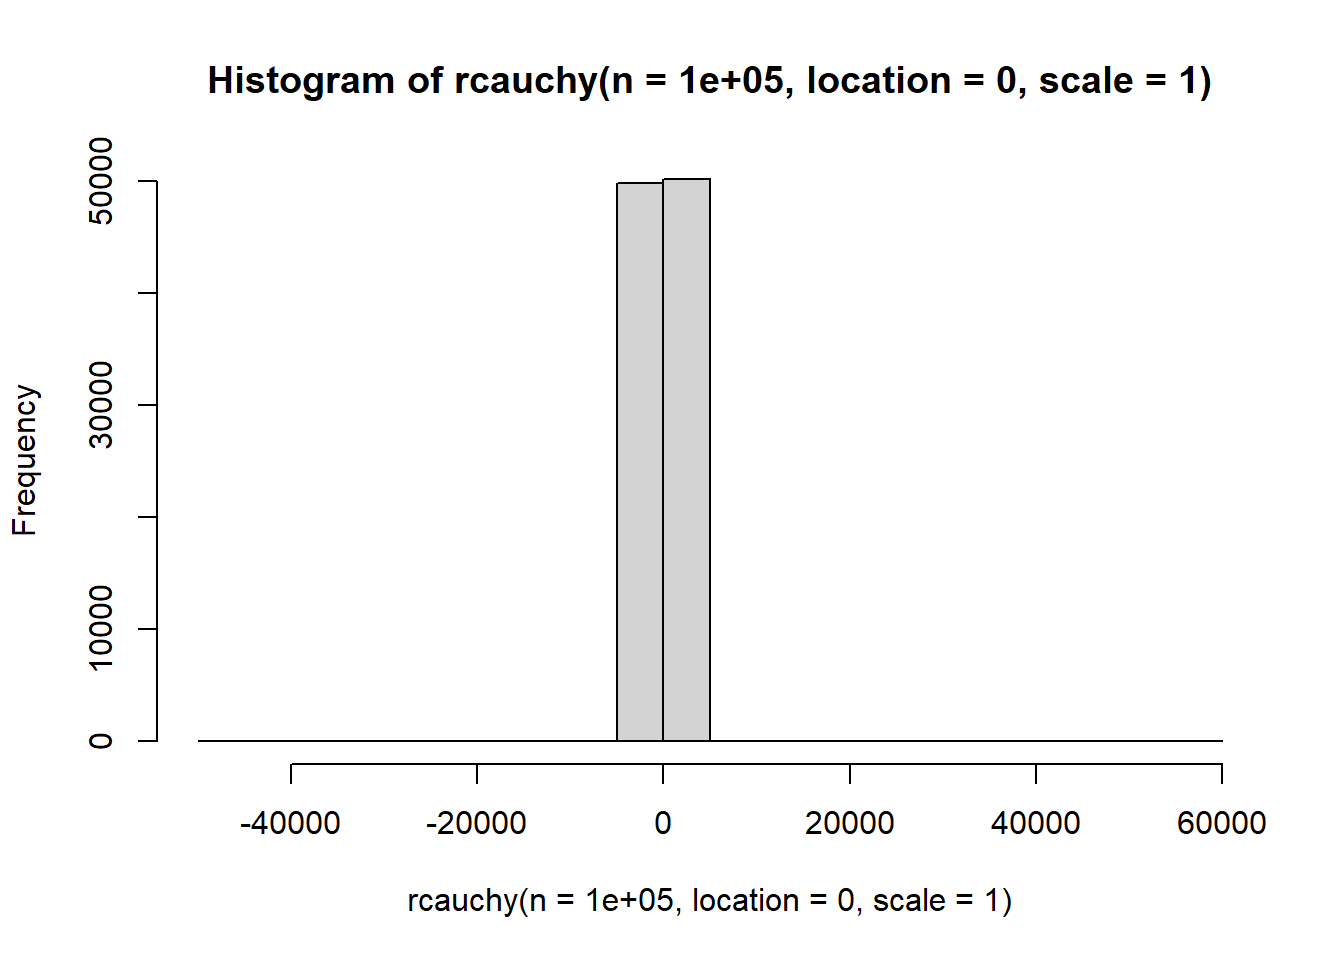 Histogram of rcauchy(n = 1e+05, location = 0, scale = 1)
Frequency
50000
30000
10000
0
-40000 -20000 0 20000 40000 60000
rcauchy(n = 1e+05, location = 0, scale = 1)